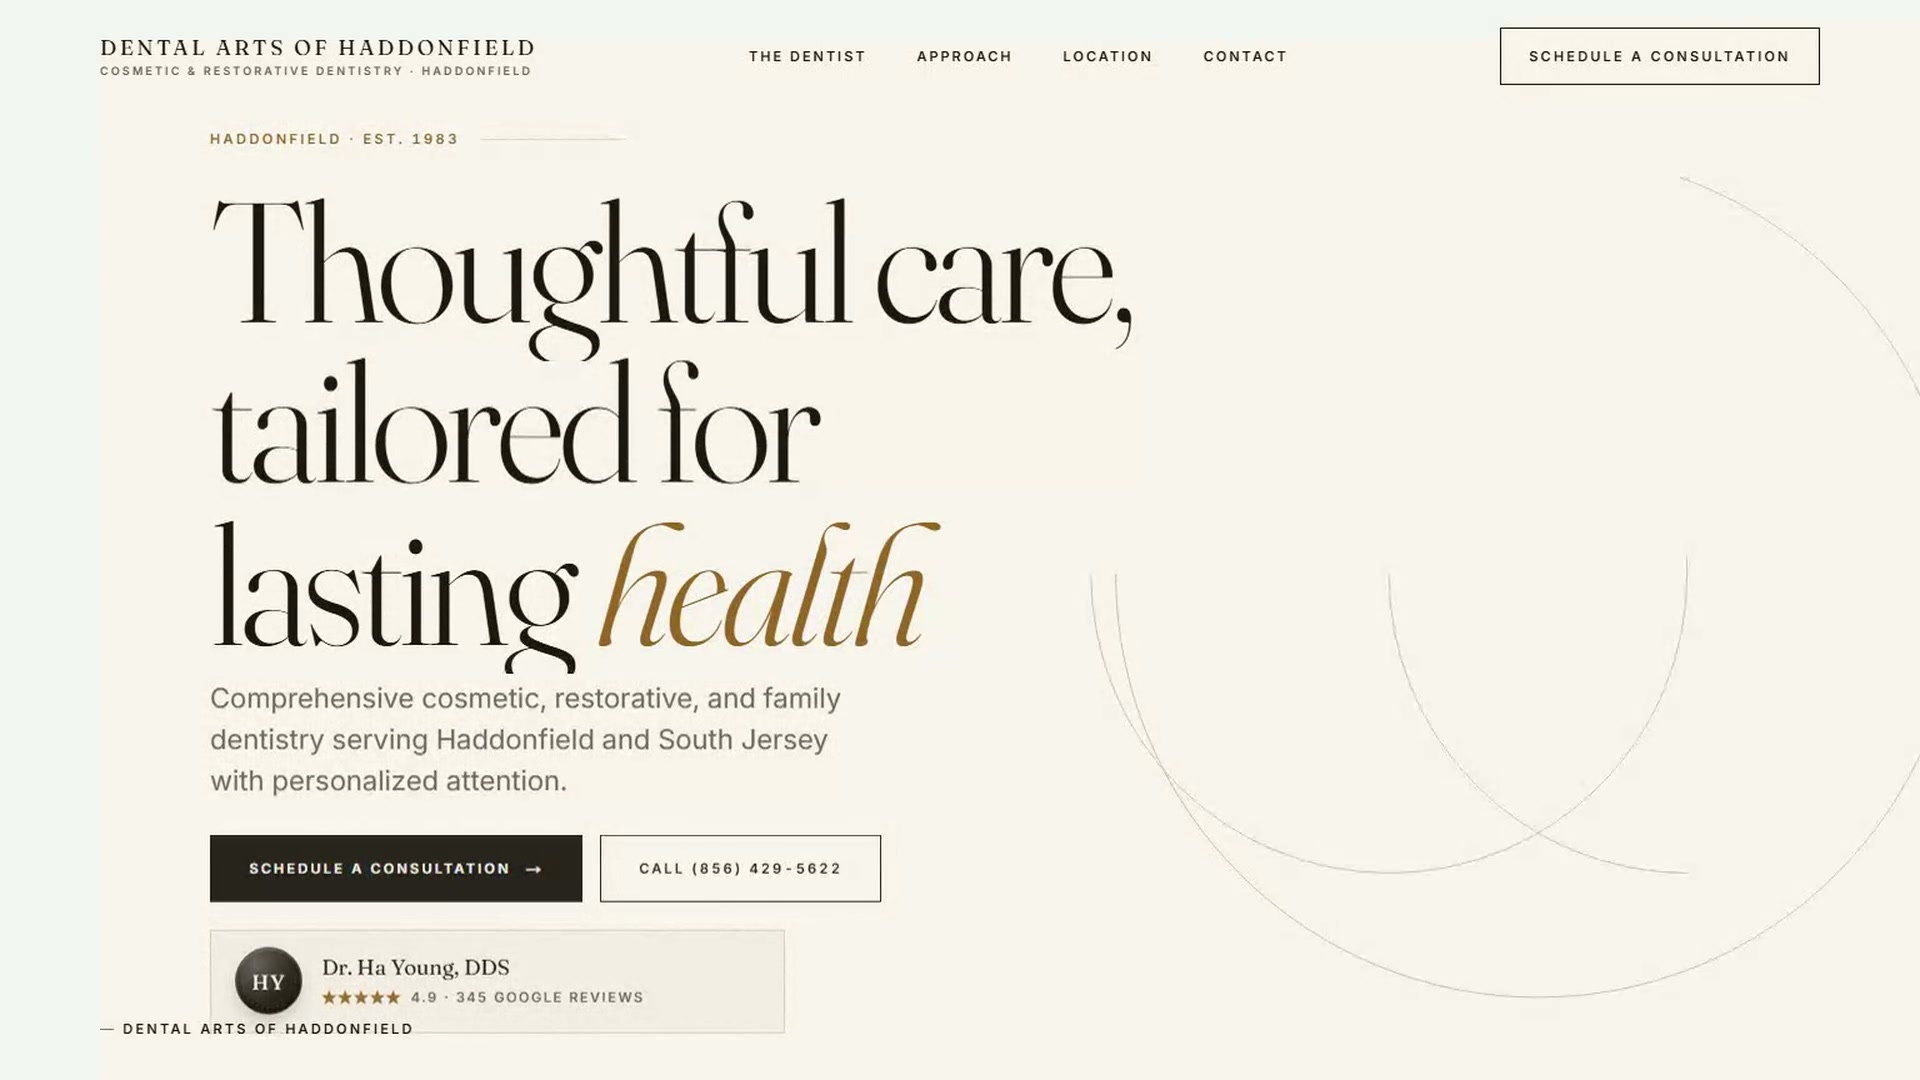 DENTAL ARTS OF HADDONFIELD
COSMETIC & RESTORATIVE DENTISTRY · HADDONFIELD
THE DENTIST
APPROACH
LOCATION
CONTACT
SCHEDULE A CONSULTATION
HADDONFIELD · EST. 1983
Thoughtful care,
tailored for
lasting health
Comprehensive cosmetic, restorative, and family
dentistry serving Haddonfield and South Jersey
with personalized attention.
SCHEDULE A CONSULTATION →
CALL (856) 429-5622
HY
Dr. Ha Young, DDS
★★★★★ 4.9 · 345 GOOGLE REVIEWS
— DENTAL ARTS OF HADDONFIELD